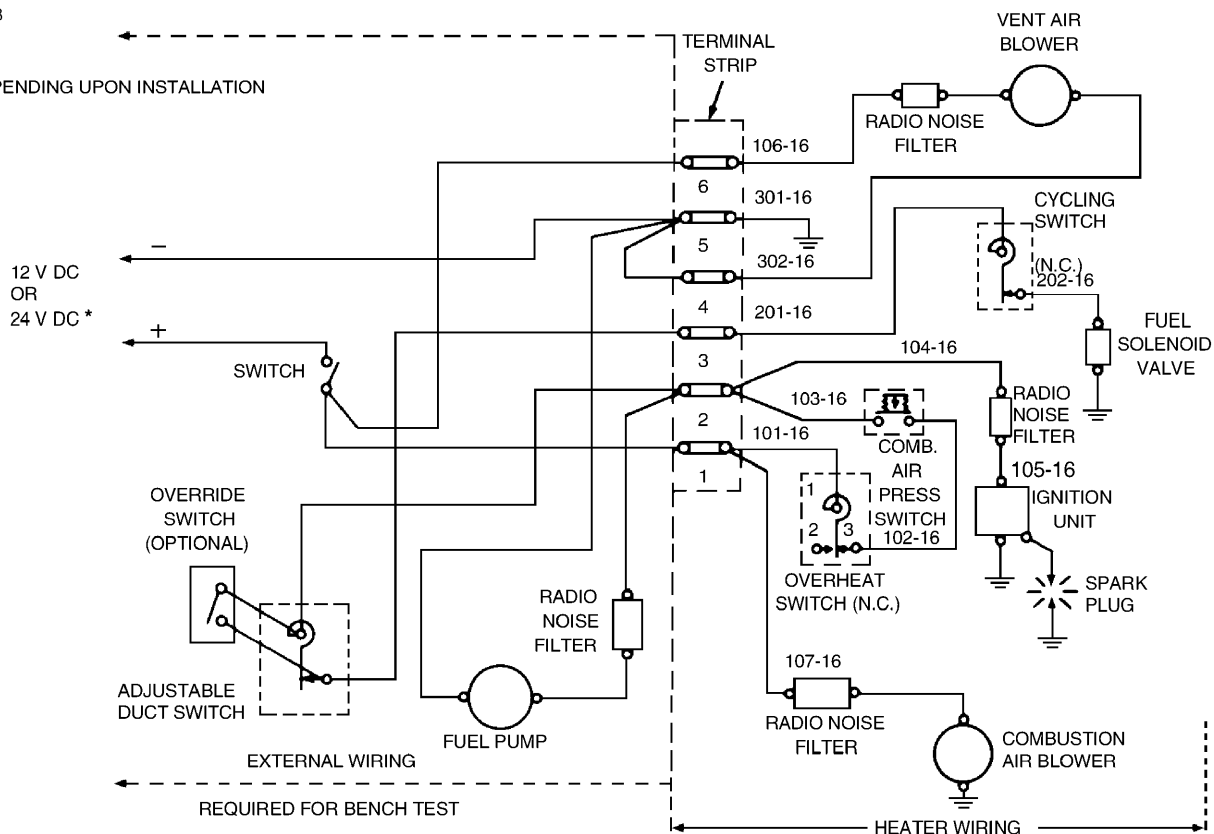 VENT AIR
BLOWER
TERMINAL
STRIP
PENDING UPON INSTALLATION
RADIO NOISE
FILTER
106-16
6
301-16
CYCLING
SWITCH
5
−
302-16
(N.C.)
202-16
12 V DC
OR
24 V DC *
4
201-16
FUEL
SOLENOID
VALVE
+
3
104-16
SWITCH
103-16
RADIO
NOISE
FILTER
2
101-16
COMB.
AIR
PRESS
SWITCH
1
105-16
IGNITION
UNIT
1
2 3
102-16
OVERRIDE
SWITCH
(OPTIONAL)
OVERHEAT
SWITCH (N.C.)
SPARK
PLUG
RADIO
NOISE
FILTER
107-16
ADJUSTABLE
DUCT SWITCH
RADIO NOISE
FILTER
FUEL PUMP
COMBUSTION
AIR BLOWER
EXTERNAL WIRING
REQUIRED FOR BENCH TEST
HEATER WIRING